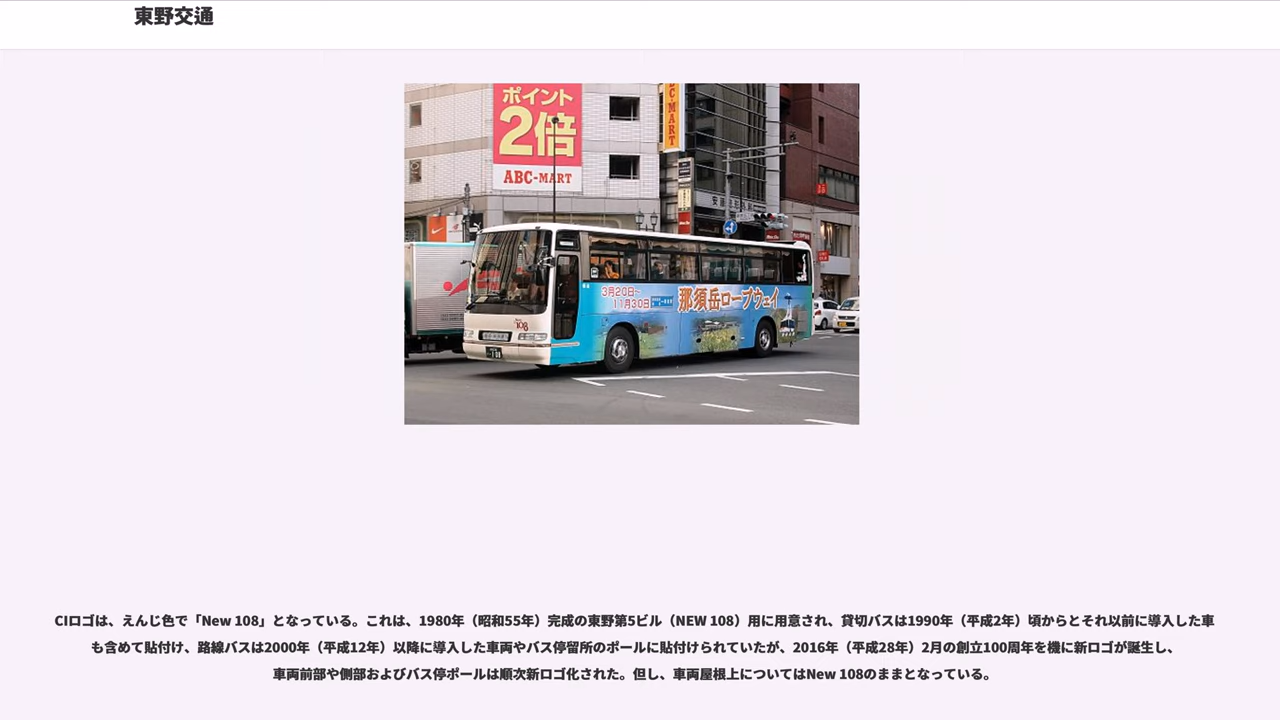 東野交通
ポイント
2倍
ABC-MART
3月20日~
11月30日
那須岳ロープウェイ
108
CIロゴは、えんじ色で「New 108」となっている。これは、1980年（昭和55年）完成の東野第5ビル（NEW 108）用に用意され、貸切バスは1990年（平成2年）頃からとそれ以前に導入した車
も含めて貼付け、路線バスは2000年（平成12年）以降に導入した車両やバス停留所のポールに貼付けられていたが、2016年（平成28年）2月の創立100周年を機に新ロゴが誕生し、
車両前部や側部およびバス停ポールは順次新ロゴ化された。但し、車両屋根上についてはNew 108のままとなっている。